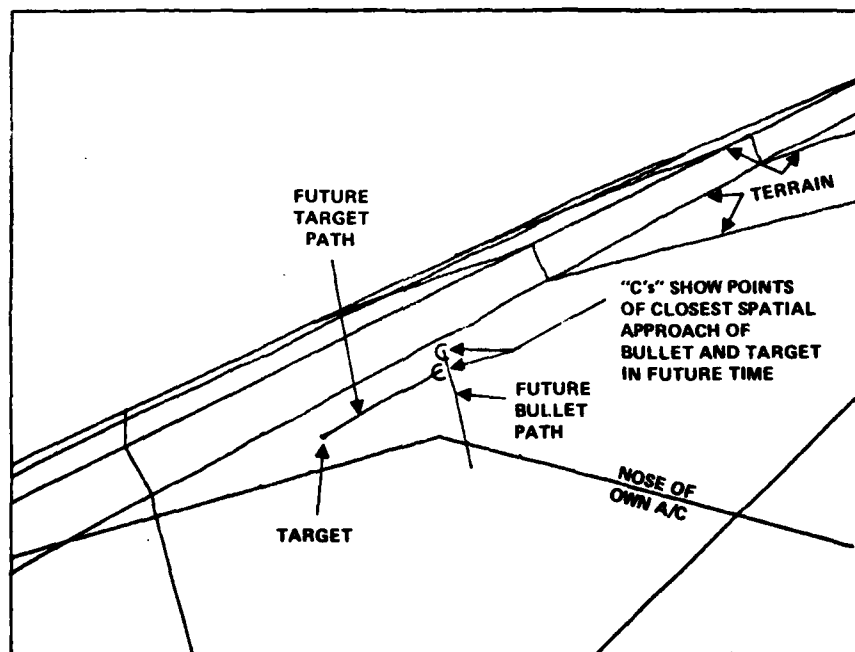 FUTURE
TARGET
PATH
TERRAIN
"C's" SHOW POINTS
OF CLOSEST SPATIAL
APPROACH OF
BULLET AND TARGET
IN FUTURE TIME
C
C
FUTURE
BULLET
PATH
NOSE OF
OWN A/C
TARGET